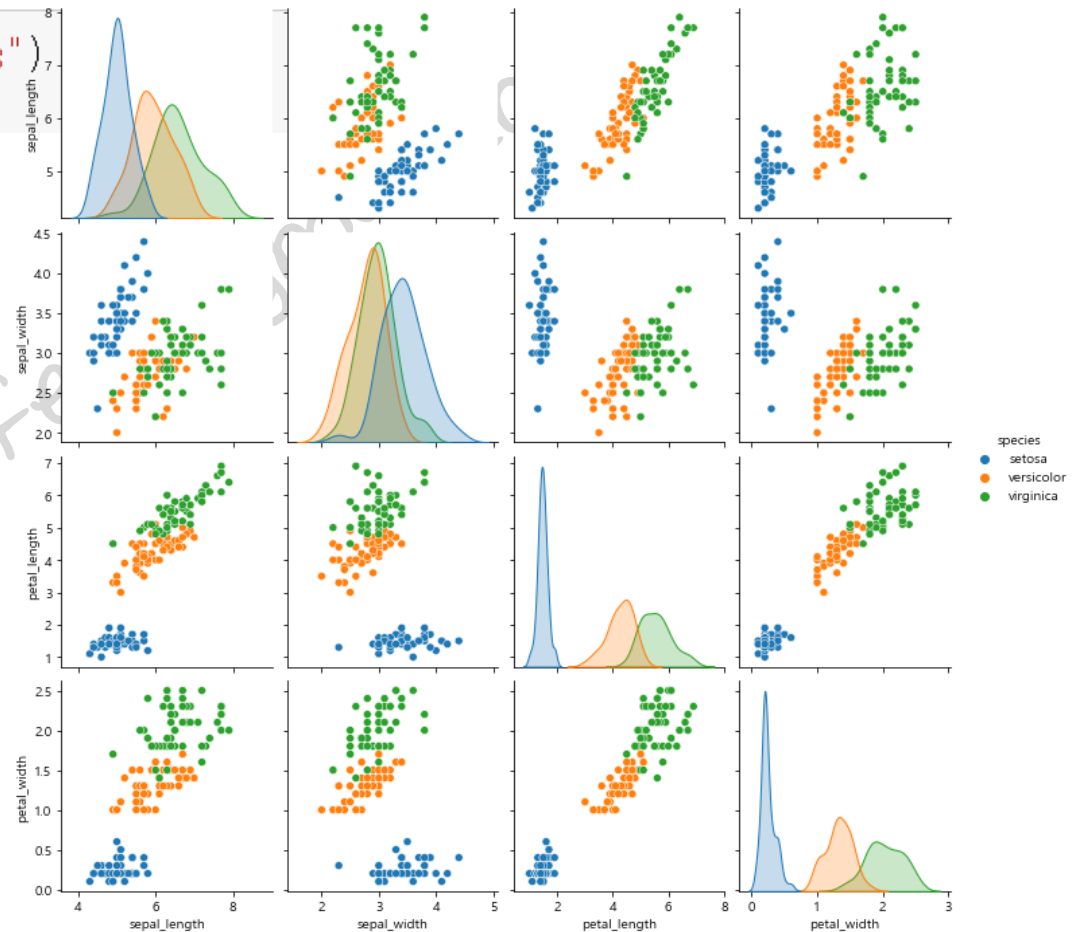 ")
8
7
6
5
sepal_length
4.5
4.0
3.5
3.0
2.5
2.0
sepal_width
7
6
5
4
3
2
1
petal_length
2.5
2.0
1.5
1.0
0.5
0.0
petal_width
4 6 8
sepal_length
2 3 4 5
sepal_width
2 4 6 8
petal_length
0 1 2 3
petal_width
species
setosa
versicolor
virginica